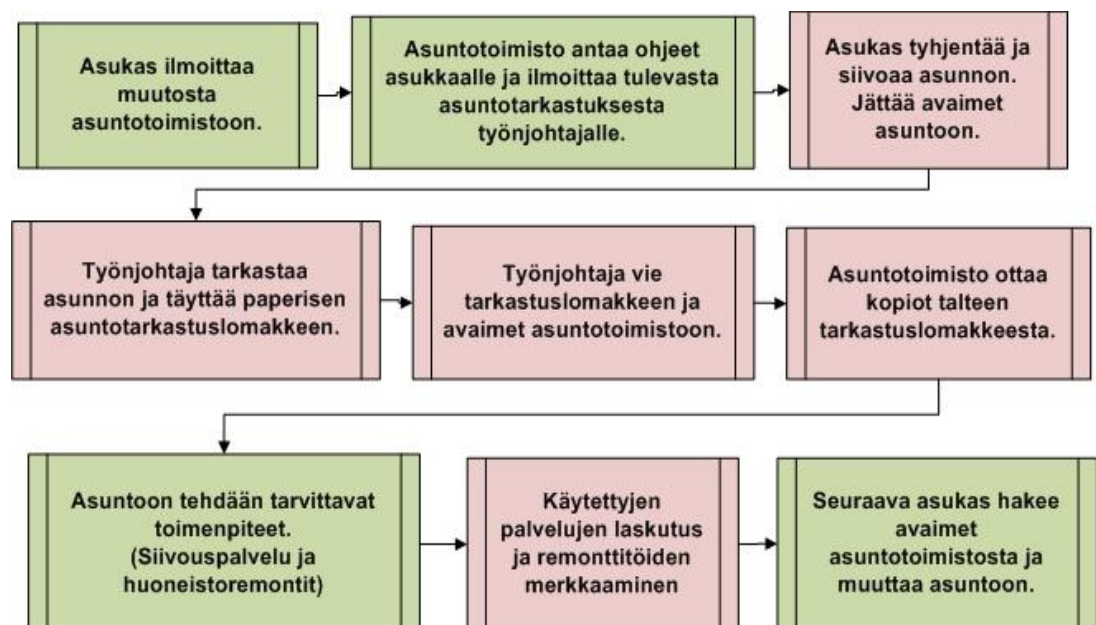 Asukas ilmoittaa
muutosta
asuntotoimistoon.
Asuntotoimisto antaa ohjeet
asukkaalle ja ilmoittaa tulevasta
asuntotarkastuksesta
työnjohtajalle.
Asukas tyhjentää ja
siivoaa asunnon.
Jättää avaimet
asuntoon.
Työnjohtaja tarkastaa
asunnon ja täyttää paperisen
asuntotarkastuslomakkeen.
Työnjohtaja vie
tarkastuslomakkeen ja
avaimet asuntotoimistoon.
Asuntotoimisto ottaa
kopiot talteen
tarkastuslomakkeesta.
Asuntoon tehdään tarvittavat
toimenpiteet.
(Siivouspalvelu ja
huoneistoremontit)
Käytettyjen
palvelujen laskutus
ja remonttitöiden
merkkaaminen
Seuraava asukas hakee
avaimet
asuntotoimistosta ja
muuttaa asuntoon.